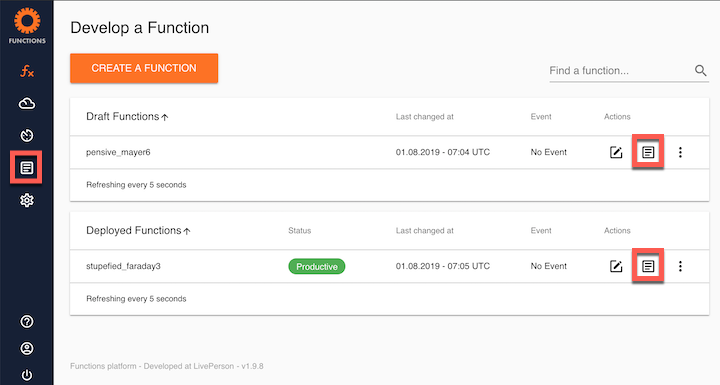 FUNCTIONS
Develop a Function
CREATE A FUNCTION
Find a function...
Draft Functions Last changed at Event Actions
pensive_mayer6 01.08.2019 - 07:04 UTC No Event
Refreshing every 5 seconds
Deployed Functions Status Last changed at Event Actions
stupefied_faraday3 Productive 01.08.2019 - 07:05 UTC No Event
Refreshing every 5 seconds
Functions platform - Developed at LivePerson - v1.9.8